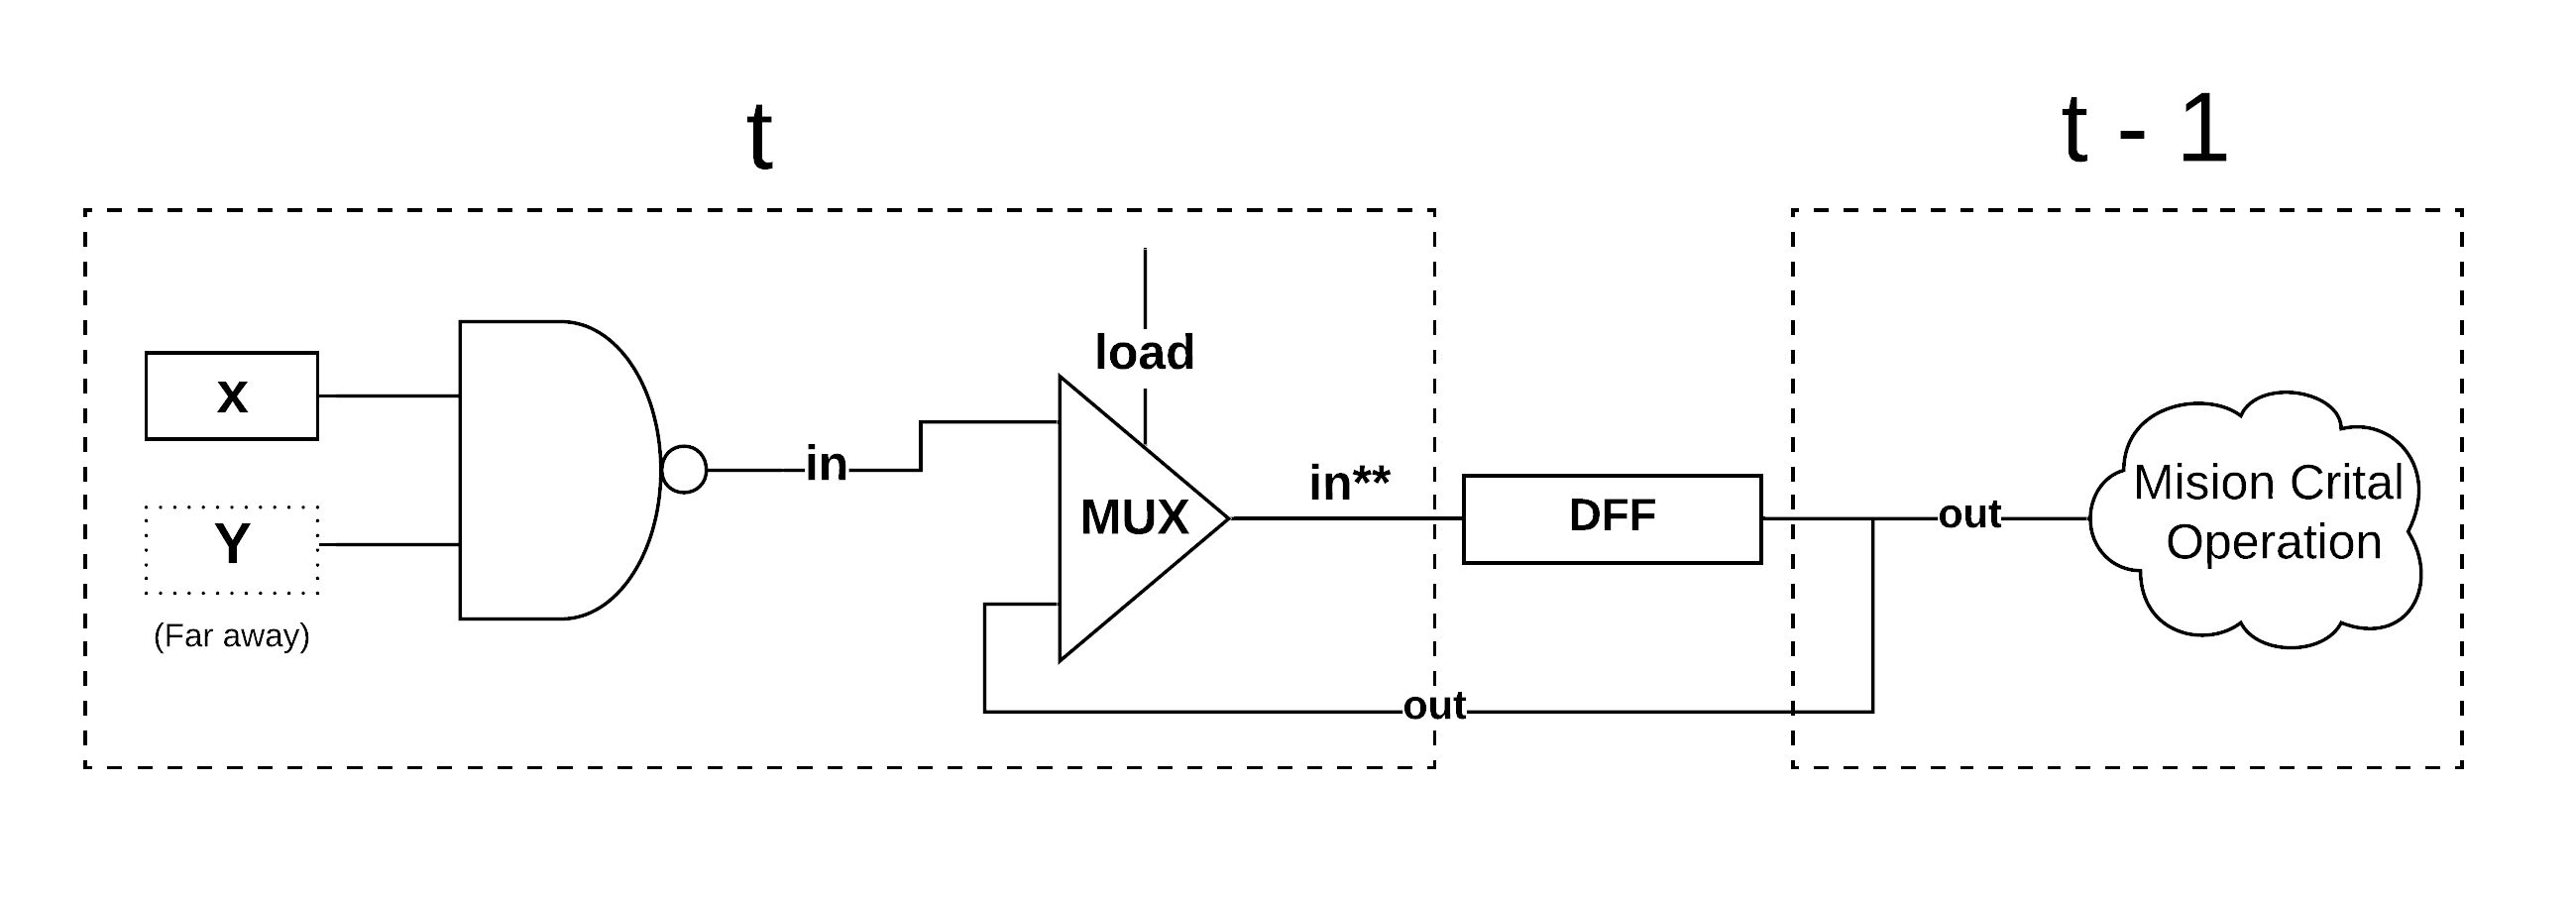 t
t - 1
x
Y
(Far away)
in
load
MUX
in**
DFF
out
out
Mision Crital
Operation